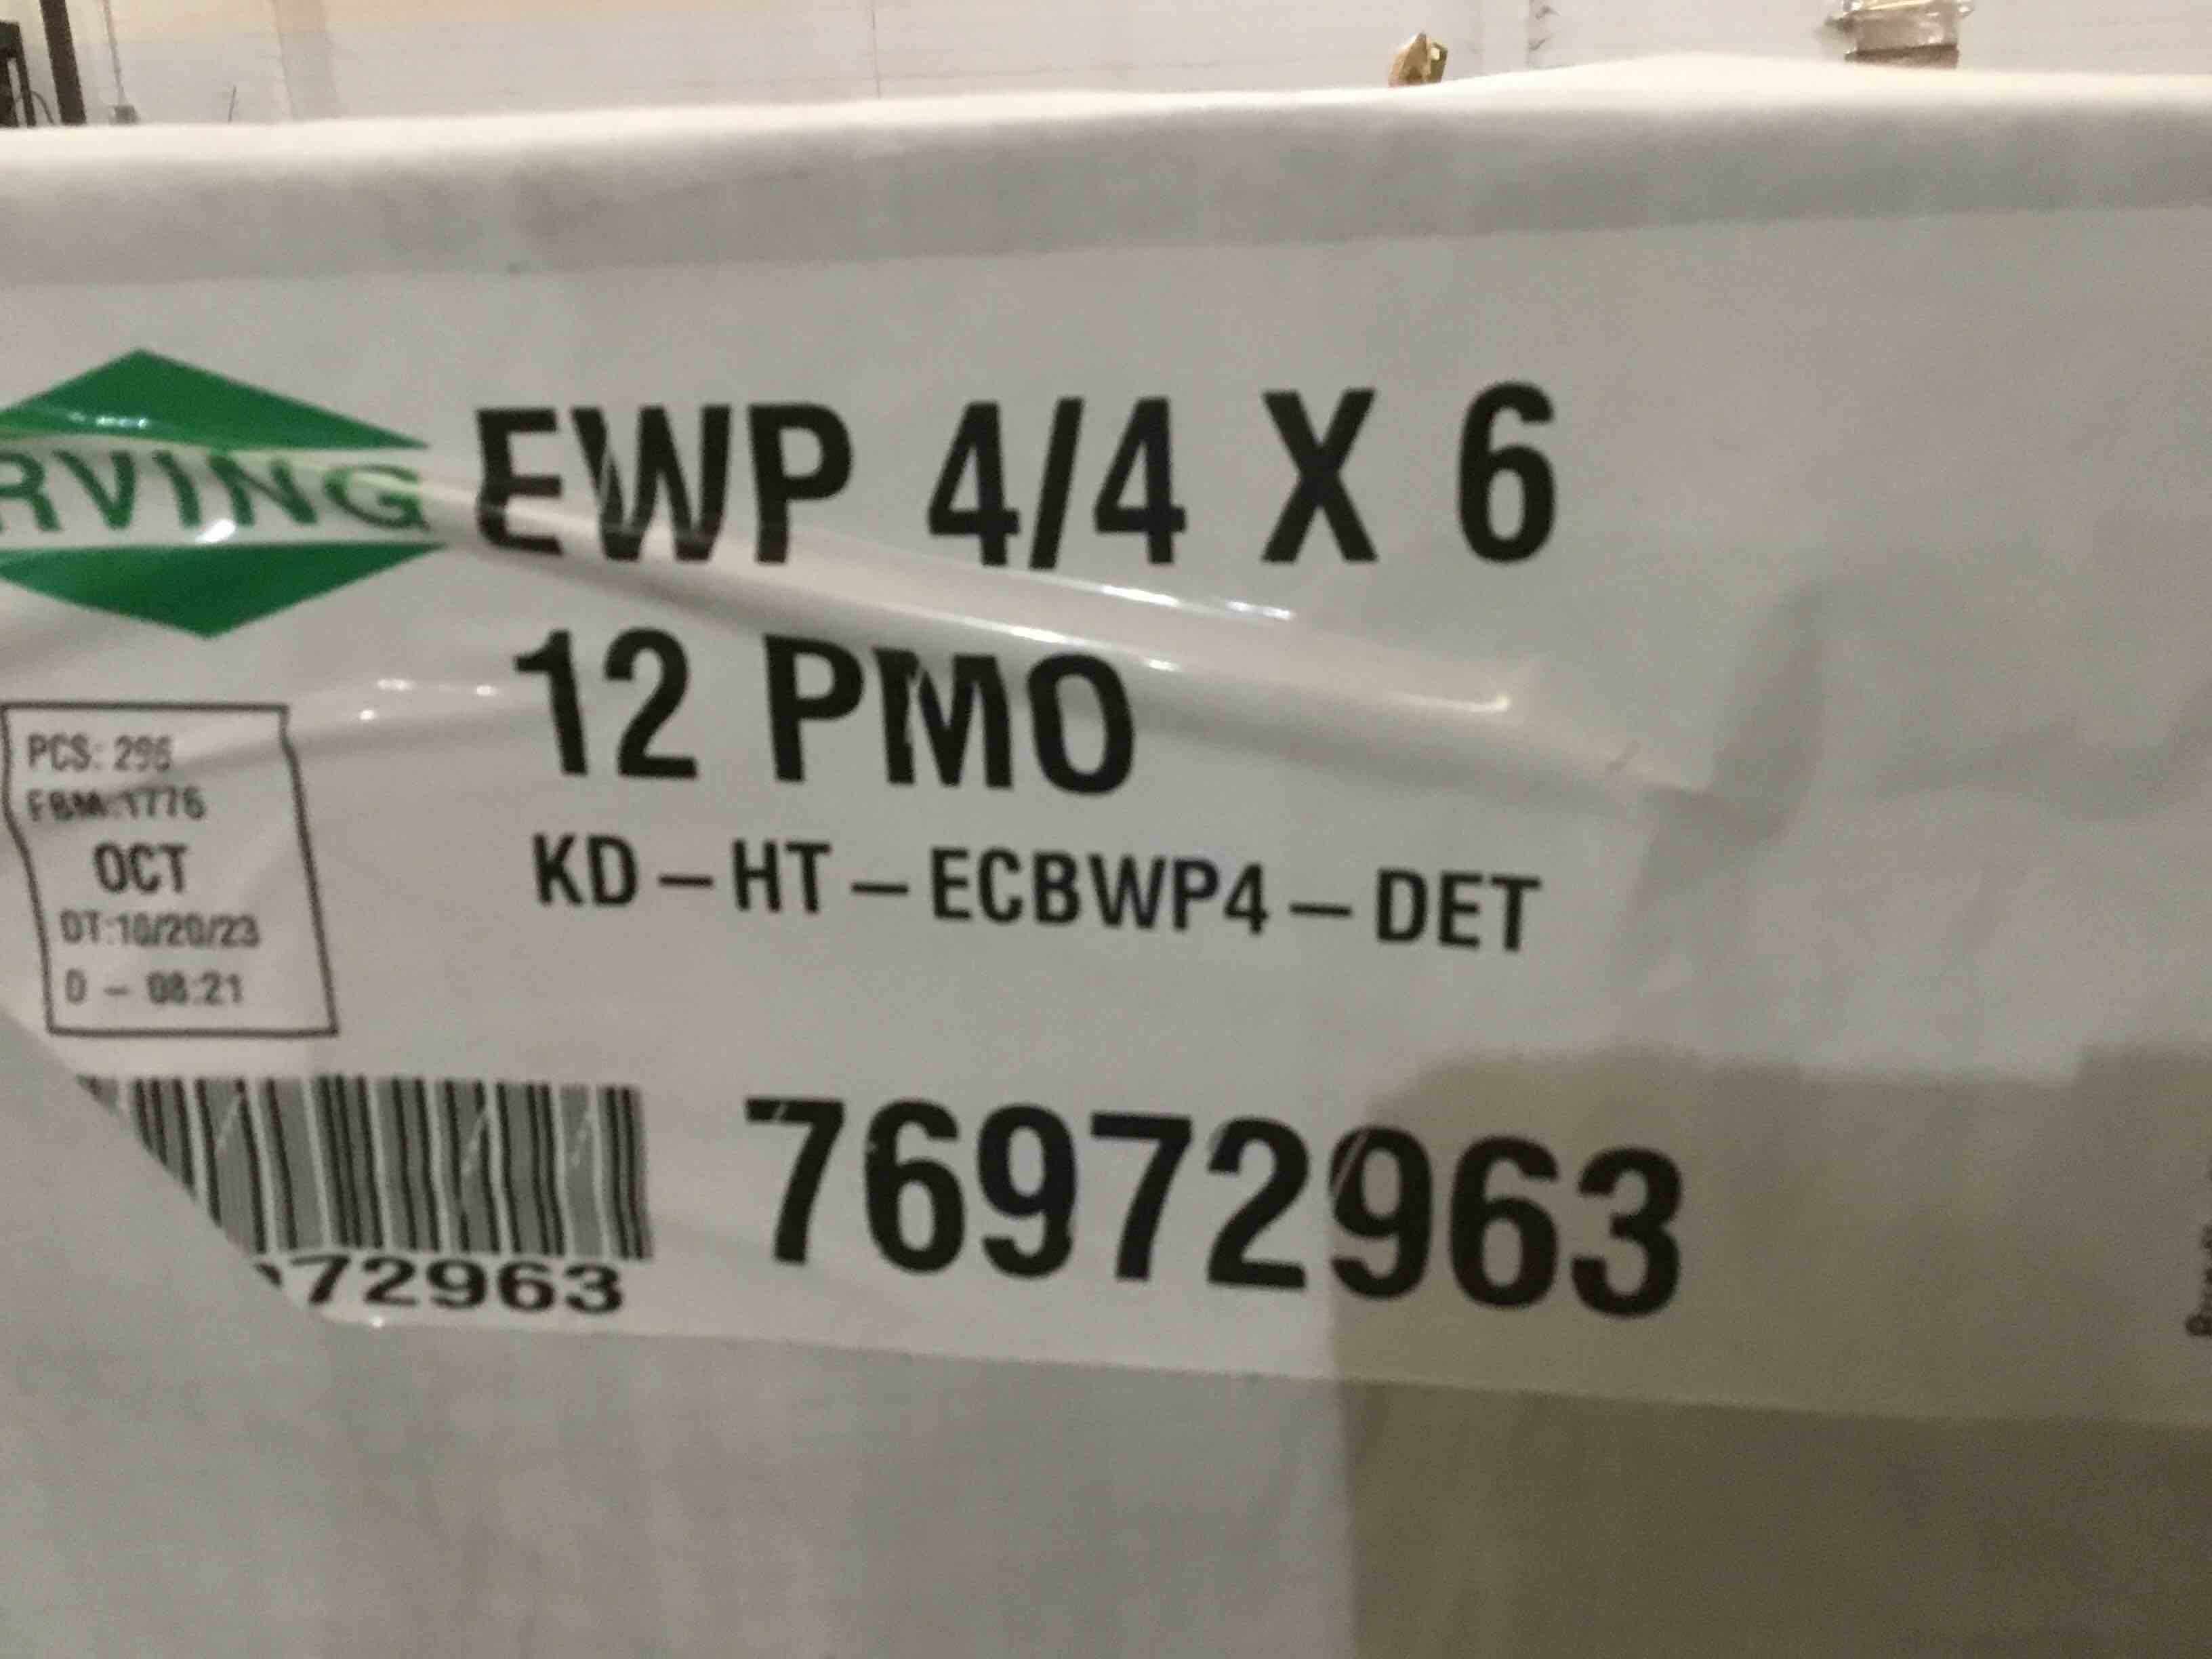 RVING
EWP 4/4 X 6
12 PMO
KD-HT-ECBWP4-DET
PCS: 296
FBM:1776
OCT
DT:10/20/23
D - 08:21
72963
76972963